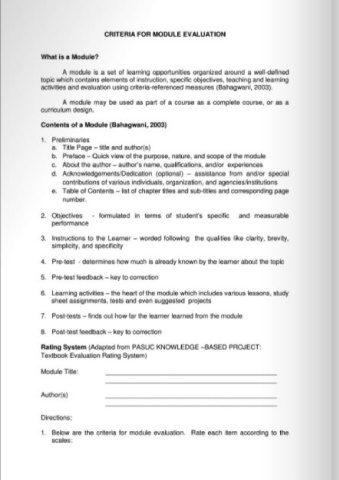 CRITERIA FOR MODULE EVALUATION
What is a Module?
A module is a set of learning opportunities organized around a well-defined
topic which contains elements of instruction, specific objectives, teaching and learning
activities and evaluation using criteria-referenced measures (Bahagwani, 2003).
A module may be used as part of a course as a complete course, or as a
curriculum design.
Contents of a Module (Bahagwani, 2003)
1. Preliminaries
a. Title Page – title and author(s)
b. Preface – Quick view of the purpose, nature, and scope of the module
c. About the author – author's name, qualifications, and/or experiences
d. Acknowledgements/Dedication (optional) – assistance from and/or special
contributions of various individuals, organization, and agencies/institutions
e. Table of Contents – list of chapter titles and sub-titles and corresponding page
number.
2. Objectives - formulated in terms of student's specific and measurable
performance
3. Instructions to the Learner – worded following the qualities like clarity, brevity,
simplicity, and specificity
4. Pre-test - determines how much is already known by the learner about the topic
5. Pre-test feedback – key to correction
6. Learning activities – the heart of the module which includes various lessons, study
sheet assignments, tests and even suggested projects
7. Post-tests – finds out how far the learner learned from the module
8. Post-test feedback – key to correction
Rating System (Adapted from PASUC KNOWLEDGE –BASED PROJECT:
Textbook Evaluation Rating System)
Module Title:
Author(s)
Directions:
1. Below are the criteria for module evaluation. Rate each item according to the
scales: